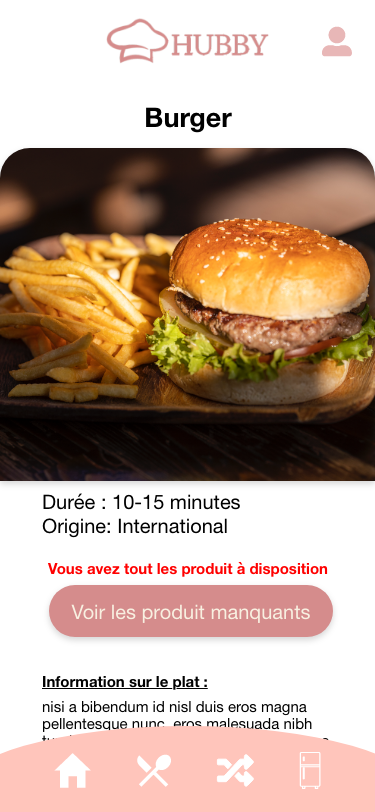 HUBBY
Burger
Durée : 10-15 minutes
Origine: International
Vous avez tout les produit à disposition
Voir les produit manquants
Information sur le plat :
nisi a bibendum id nisl duis eros magna
pellentesque nunc, eros malesuada nibh